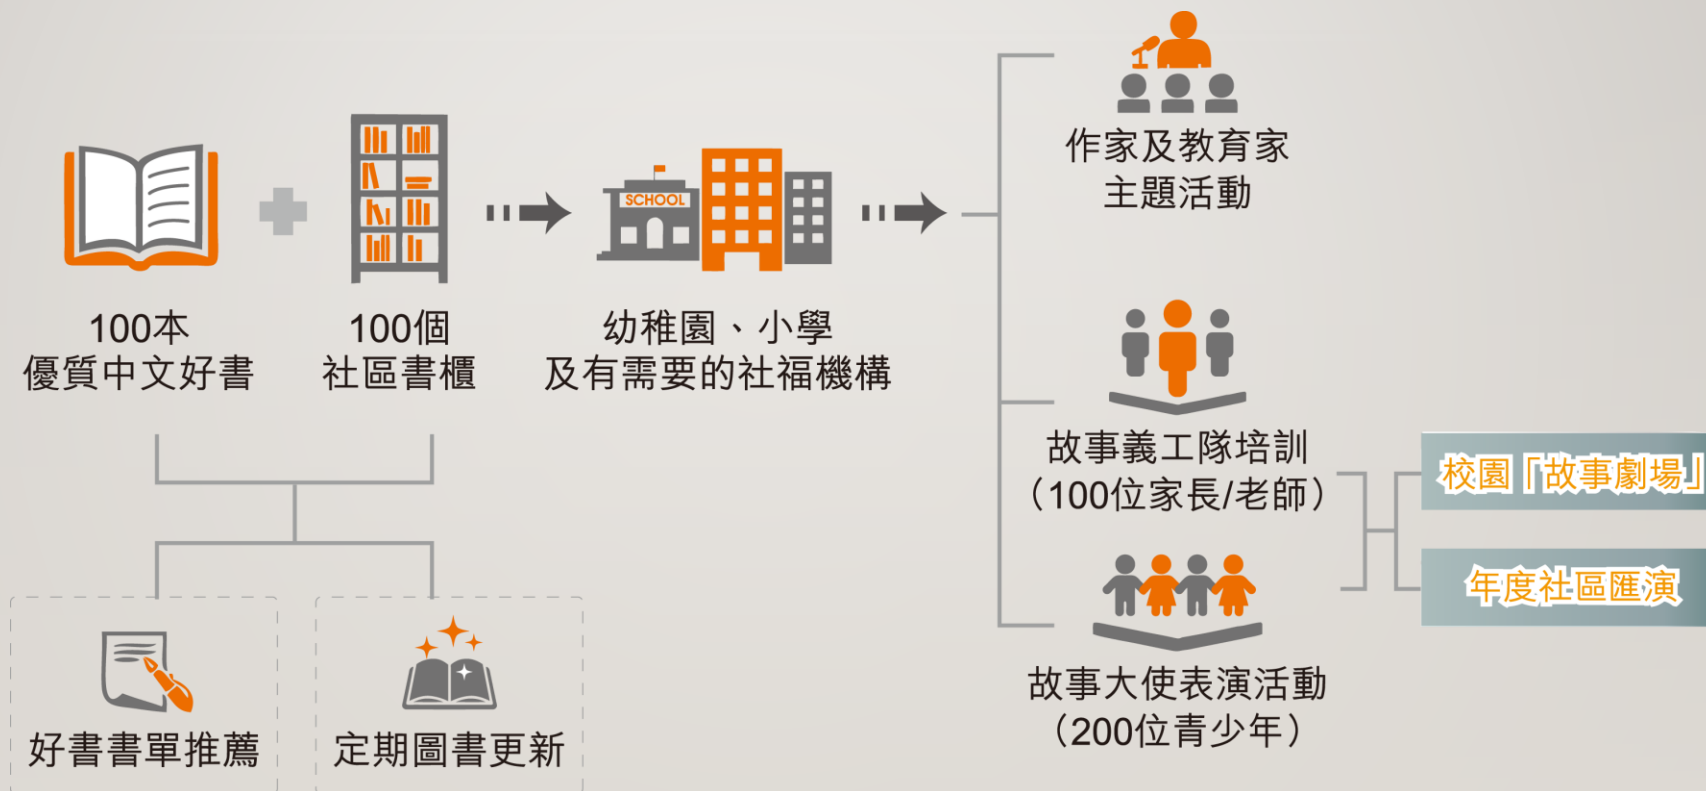 100本
優質中文好書
100個
社區書櫃
SCHOOL
幼稚園、小學
及有需要的社福機構
作家及教育家
主題活動
故事義工隊培訓
（100位家長/老師）
故事大使表演活動
（200位青少年）
校園「故事劇場」
年度社區匯演
好書書單推薦
定期圖書更新